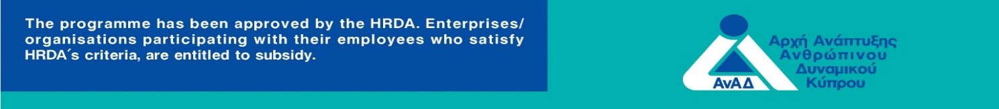 The programme has been approved by the HRDA. Enterprises/
organisations participating with their employees who satisfy
HRDA´s criteria, are entitled to subsidy.
ΑνΑΔ
Αρχή Ανάπτυξης
Ανθρώπινου
Δυναμικού
Κύπρου